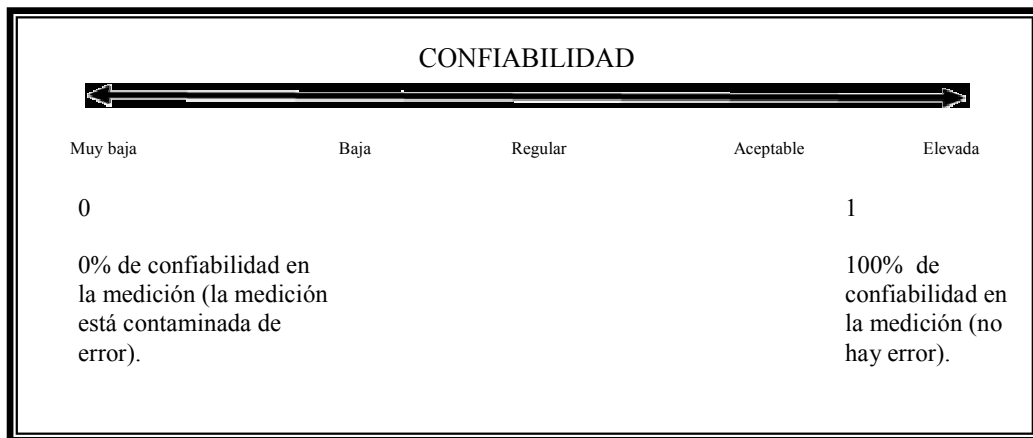 CONFIABILIDAD
Muy baja Baja Regular Aceptable Elevada
0 1
0% de confiabilidad en
la medición (la medición
está contaminada de
error).
100% de
confiabilidad en
la medición (no
hay error).